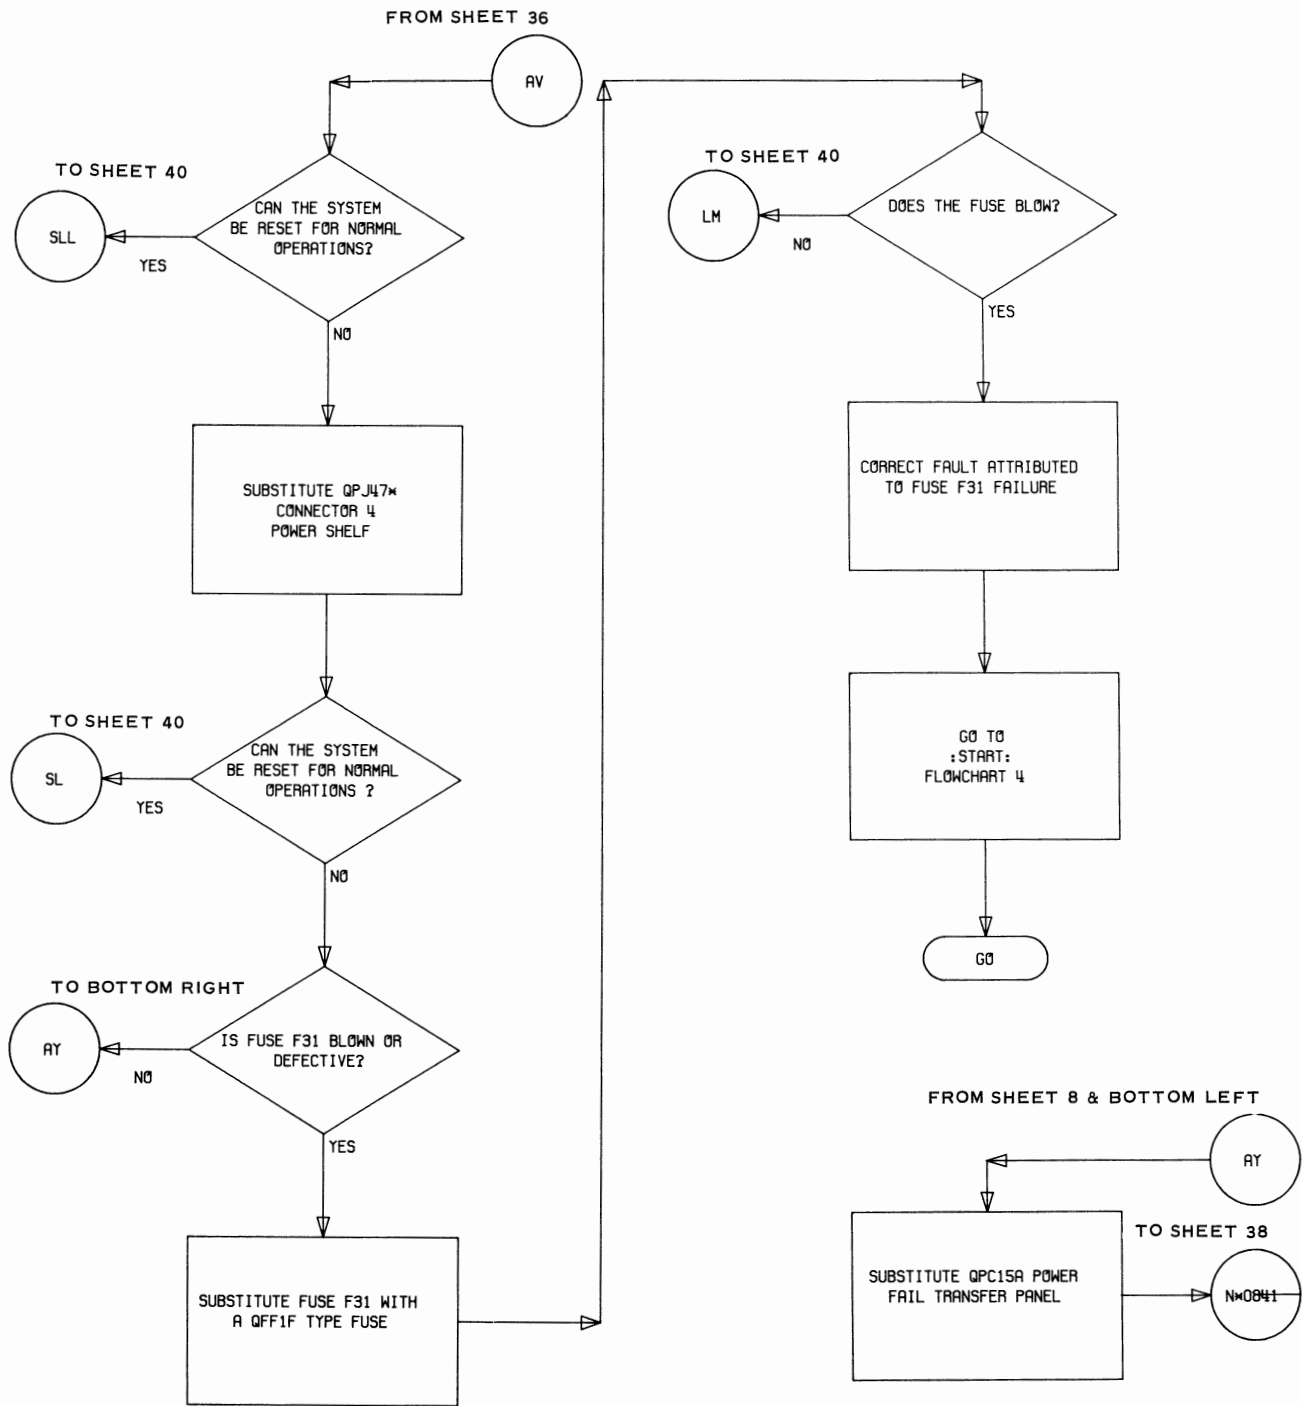 FROM SHEET 36
AV
TO SHEET 40
SLL
CAN THE SYSTEM
BE RESET FOR NORMAL
OPERATIONS?
YES
NO
SUBSTITUTE QPJ47*
CONNECTOR 4
POWER SHELF
TO SHEET 40
SL
CAN THE SYSTEM
BE RESET FOR NORMAL
OPERATIONS ?
YES
NO
TO BOTTOM RIGHT
AY
IS FUSE F31 BLOWN OR
DEFECTIVE?
NO
YES
SUBSTITUTE FUSE F31 WITH
A QFF1F TYPE FUSE
TO SHEET 40
LM
DOES THE FUSE BLOW?
NO
YES
CORRECT FAULT ATTRIBUTED
TO FUSE F31 FAILURE
GO TO
:START:
FLOWCHART 4
GO
FROM SHEET 8 & BOTTOM LEFT
AY
SUBSTITUTE QPC15A POWER
FAIL TRANSFER PANEL
TO SHEET 38
N*0841